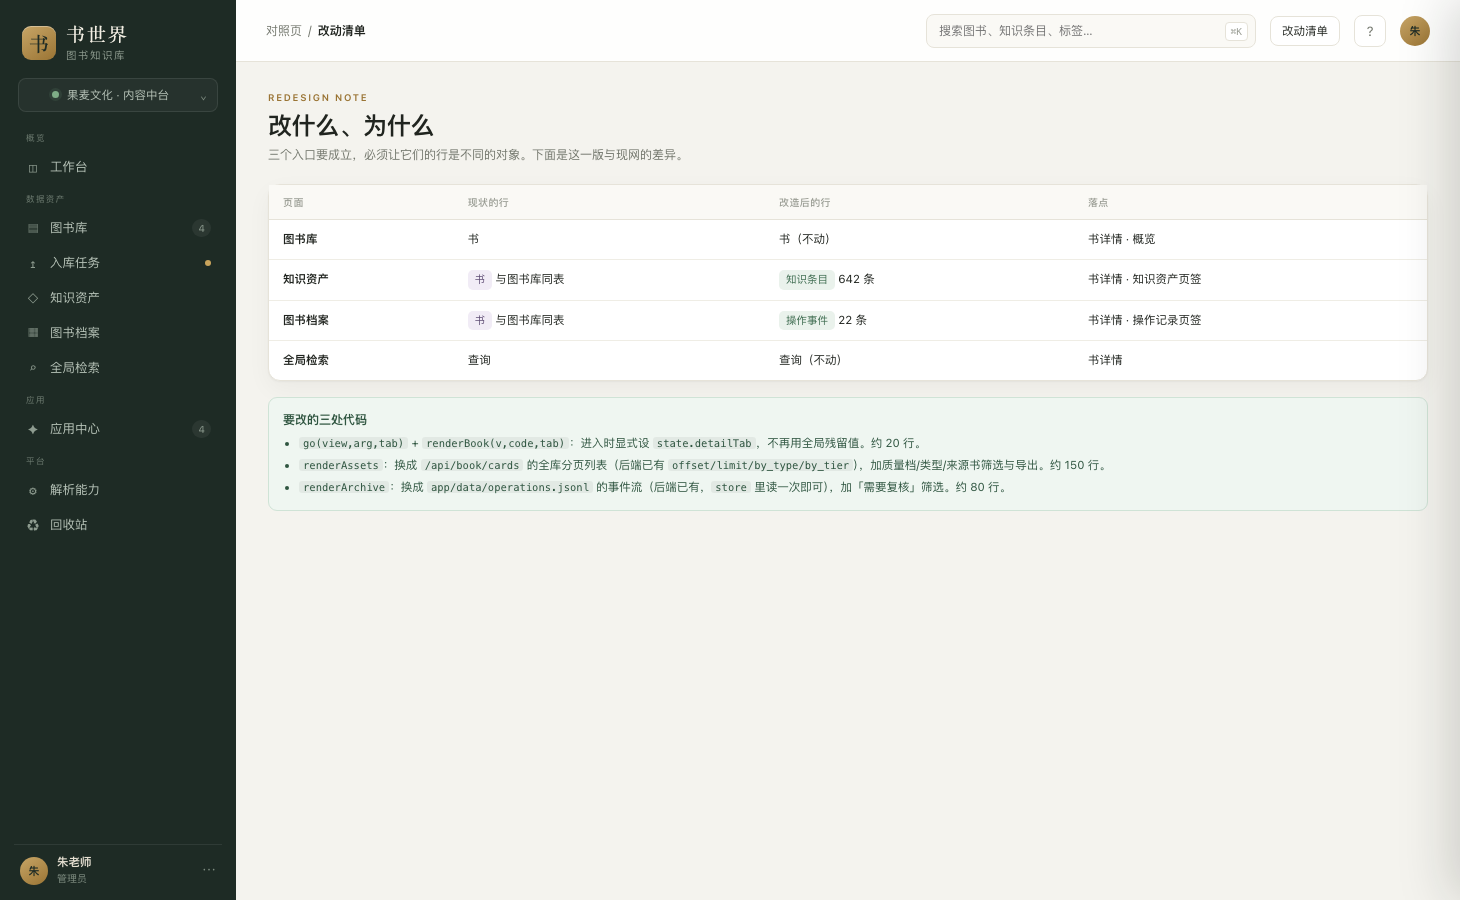 书
书世界
图书知识库
果麦文化 · 内容中台
概览
工作台
数据资产
图书库 4
入库任务
知识资产
图书档案
全局检索
应用
应用中心 4
平台
解析能力
回收站
朱
朱老师
管理员
···
对照页 / 改动清单
搜索图书、知识条目、标签... ⌘K
改动清单
?
朱
REDESIGN NOTE
改什么、为什么
三个入口要成立，必须让它们的行是不同的对象。下面是这一版与现网的差异。
页面 现状的行 改造后的行 落点
图书库 书 书（不动） 书详情 · 概览
知识资产 书 与图书库同表 知识条目 642 条 书详情 · 知识资产页签
图书档案 书 与图书库同表 操作事件 22 条 书详情 · 操作记录页签
全局检索 查询 查询（不动） 书详情
要改的三处代码
• go(view,arg,tab) + renderBook(v,code,tab)：进入时显式设 state.detailTab，不再用全局残留值。约 20 行。
• renderAssets：换成 /api/book/cards 的全库分页列表（后端已有 offset/limit/by_type/by_tier），加质量档/类型/来源书筛选与导出。约 150 行。
• renderArchive：换成 app/data/operations.jsonl 的事件流（后端已有，store 里读一次即可），加「需要复核」筛选。约 80 行。